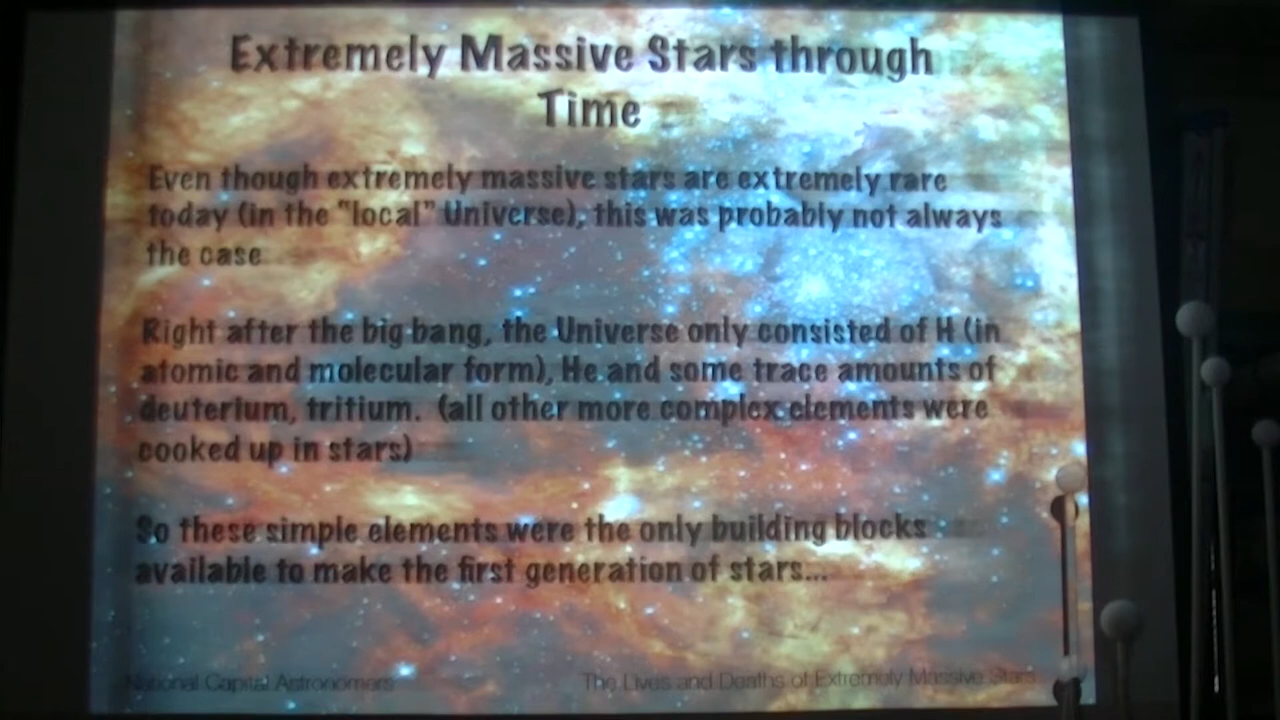 Extremely Massive Stars through
Time
Even though extremely massive stars are extremely rare
today (in the "local" Universe), this was probably not always
the case
Right after the big bang, the Universe only consisted of H (in
atomic and molecular form), He and some trace amounts of
deuterium, tritium. (all other more complex elements were
cooked up in stars)
So these simple elements were the only building blocks
available to make the first generation of stars...
National Capital Astronomers
The Lives and Deaths of Extremely Massive Stars